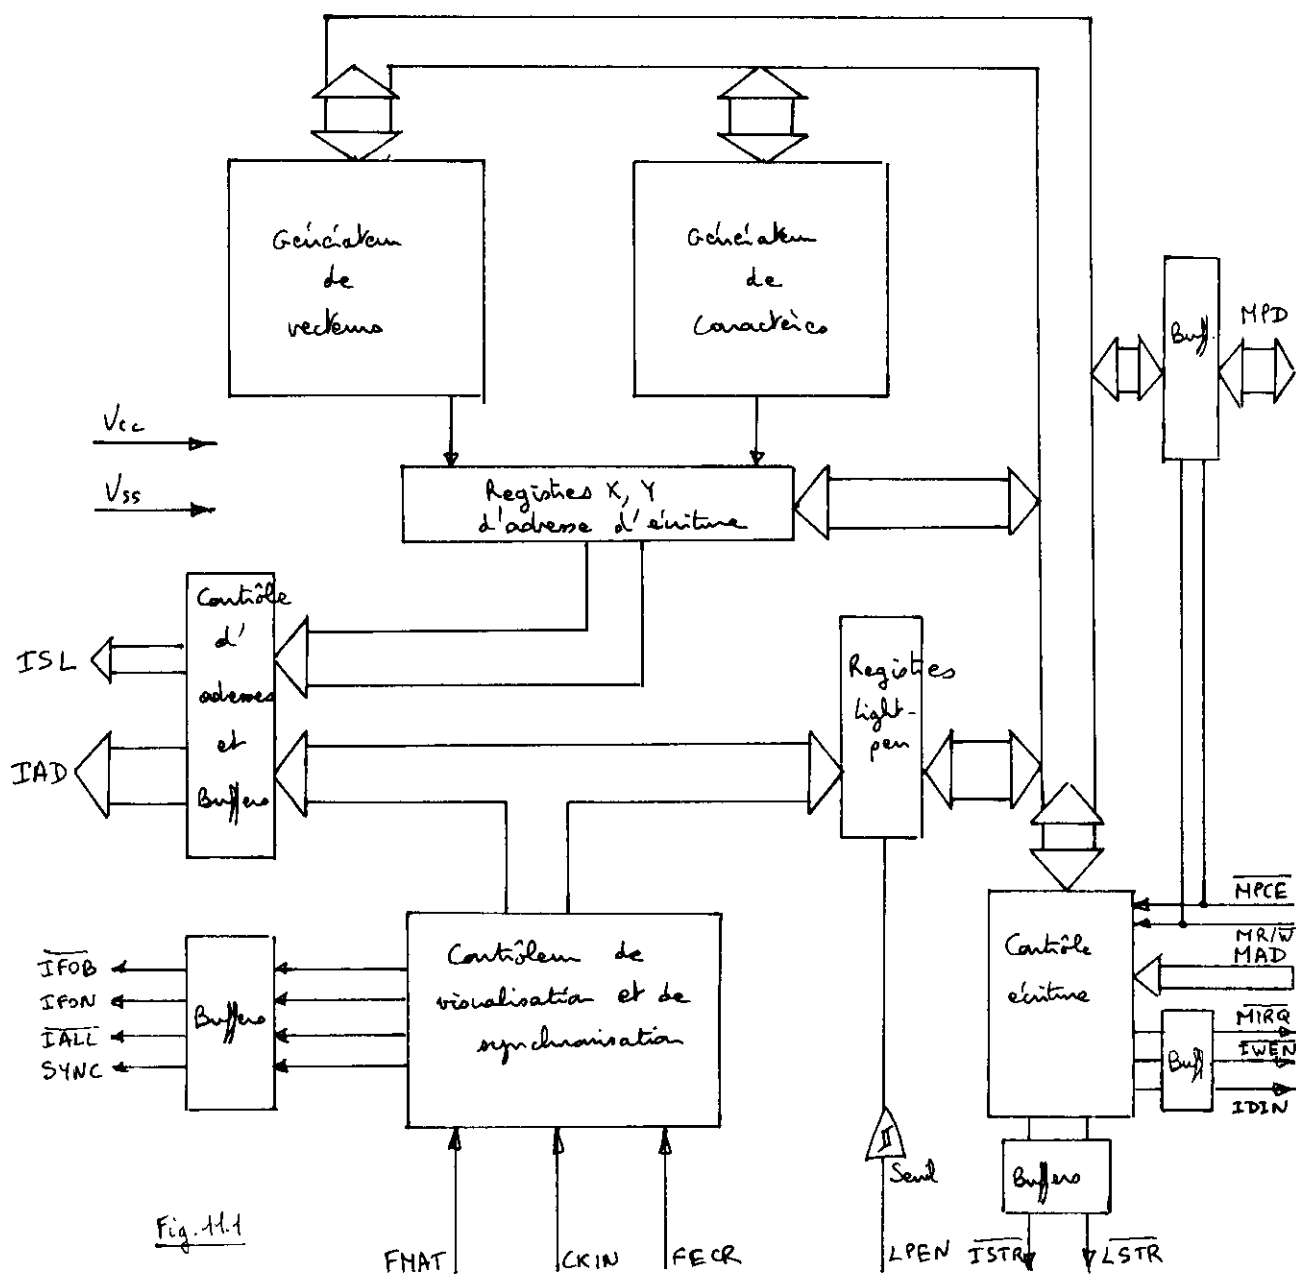 Générateur
de
vecteurs
Générateur
de
Caractères
Buff.
MPD
Vcc
Vss
Registres X, Y
d'adresse d'écriture
Contrôle
d'
adresses
et
Buffers
ISL
IAD
Registres
Light-
pen
MPCE
MR/W
MAD
Contrôle
écriture
MIRQ
IWEN
IDIN
Buff
Contrôleur de
visualisation et de
synchronisation
IFOB
IFON
IALL
SYNC
Buffers
Seuil
Buffers
Fig. 11.1
FMAT
CKIN
FECR
LPEN
ISTR
LSTR